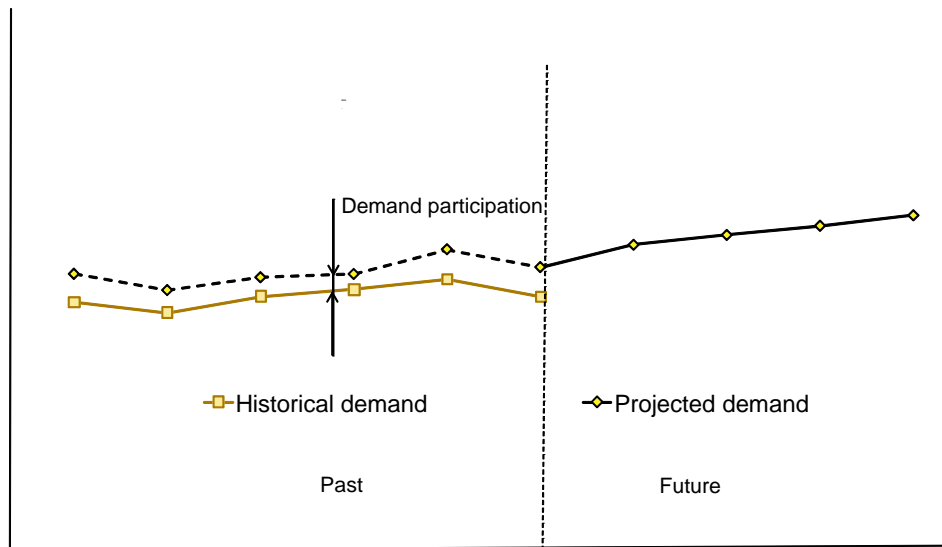 Demand participation
Historical demand
Projected demand
Past
Future